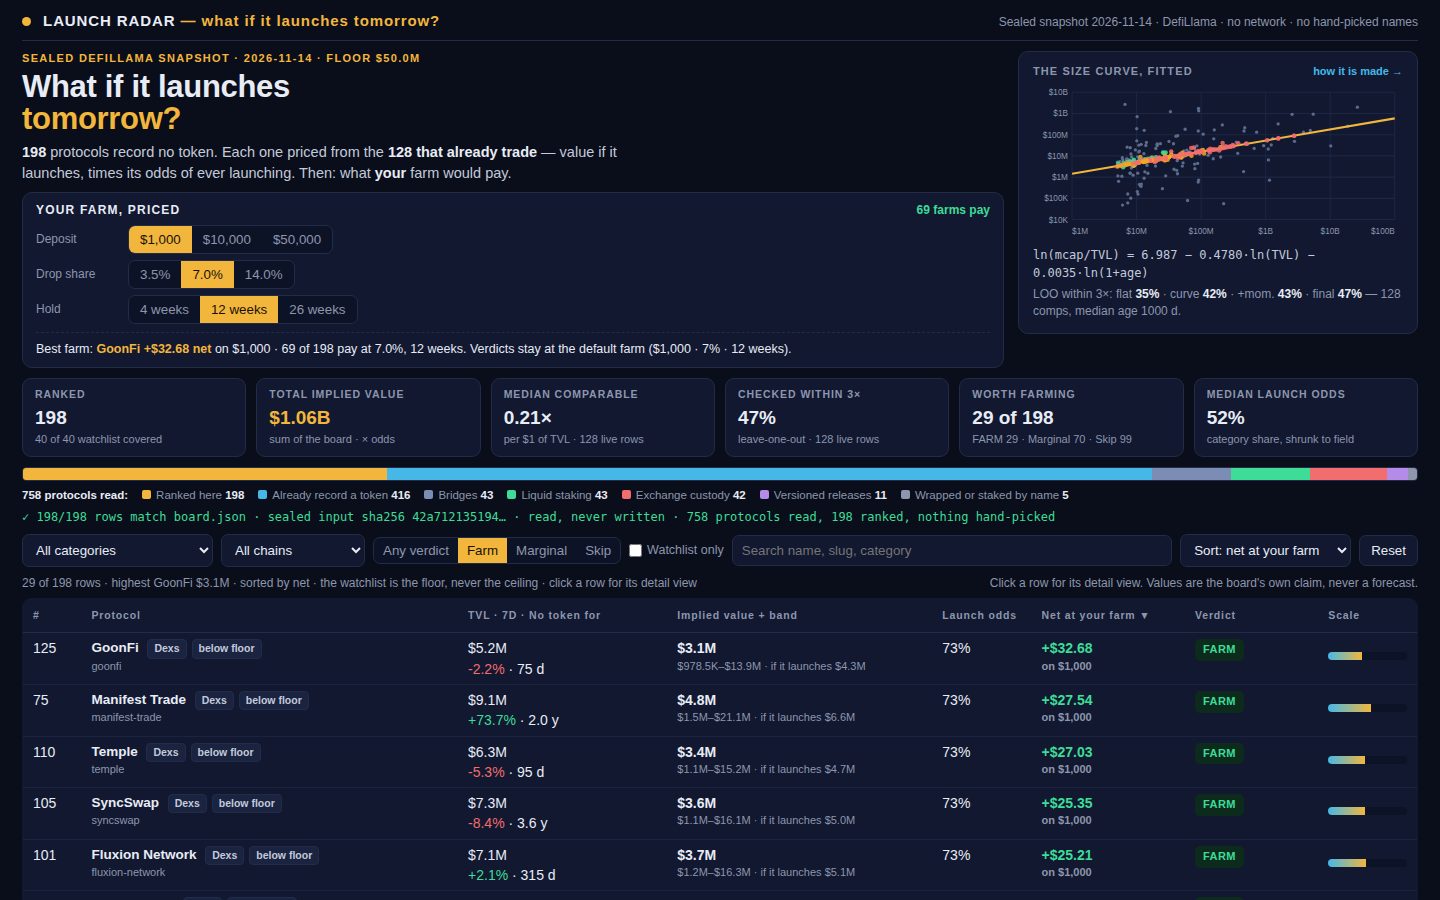 LAUNCH RADAR — what if it launches tomorrow?
Sealed snapshot 2026-11-14 · DefiLlama · no network · no hand-picked names
SEALED DEFILLAMA SNAPSHOT · 2026-11-14 · FLOOR $50.0M
What if it launches
tomorrow?
198 protocols record no token. Each one priced from the 128 that already trade — value if it
launches, times its odds of ever launching. Then: what your farm would pay.
YOUR FARM, PRICED
69 farms pay
Deposit $1,000 $10,000 $50,000
Drop share 3.5% 7.0% 14.0%
Hold 4 weeks 12 weeks 26 weeks
Best farm: GoonFi +$32.68 net on $1,000 · 69 of 198 pay at 7.0%, 12 weeks. Verdicts stay at the default farm ($1,000 · 7% · 12 weeks).
THE SIZE CURVE, FITTED
how it is made →
$10B
$1B
$100M
$10M
$1M
$100K
$10K
$1M $10M $100M $1B $10B $100B
ln(mcap/TVL) = 6.987 − 0.4780·ln(TVL) −
0.0035·ln(1+age)
LOO within 3×: flat 35% · curve 42% · +mom. 43% · final 47% — 128
comps, median age 1000 d.
RANKED
198
40 of 40 watchlist covered
TOTAL IMPLIED VALUE
$1.06B
sum of the board · × odds
MEDIAN COMPARABLE
0.21×
per $1 of TVL · 128 live rows
CHECKED WITHIN 3×
47%
leave-one-out · 128 live rows
WORTH FARMING
29 of 198
FARM 29 · Marginal 70 · Skip 99
MEDIAN LAUNCH ODDS
52%
category share, shrunk to field
758 protocols read: Ranked here 198 Already record a token 416 Bridges 43 Liquid staking 43 Exchange custody 42 Versioned releases 11 Wrapped or staked by name 5
✓ 198/198 rows match board.json · sealed input sha256 42a712135194… · read, never written · 758 protocols read, 198 ranked, nothing hand-picked
All categories All chains Any verdict Farm Marginal Skip Watchlist only Search name, slug, category Sort: net at your farm Reset
29 of 198 rows · highest GoonFi $3.1M · sorted by net · the watchlist is the floor, never the ceiling · click a row for its detail view
Click a row for its detail view. Values are the board's own claim, never a forecast.
# Protocol TVL · 7D · No token for Implied value + band Launch odds Net at your farm ▼ Verdict Scale
125 GoonFi Dexs below floor $5.2M $3.1M 73% +$32.68 FARM
goonfi -2.2% · 75 d $978.5K–$13.9M · if it launches $4.3M on $1,000
75 Manifest Trade Dexs below floor $9.1M $4.8M 73% +$27.54 FARM
manifest-trade +73.7% · 2.0 y $1.5M–$21.1M · if it launches $6.6M on $1,000
110 Temple Dexs below floor $6.3M $3.4M 73% +$27.03 FARM
temple -5.3% · 95 d $1.1M–$15.2M · if it launches $4.7M on $1,000
105 SyncSwap Dexs below floor $7.3M $3.6M 73% +$25.35 FARM
syncswap -8.4% · 3.6 y $1.1M–$16.1M · if it launches $5.0M on $1,000
101 Fluxion Network Dexs below floor $7.1M $3.7M 73% +$25.21 FARM
fluxion-network +2.1% · 315 d $1.2M–$16.3M · if it launches $5.1M on $1,000